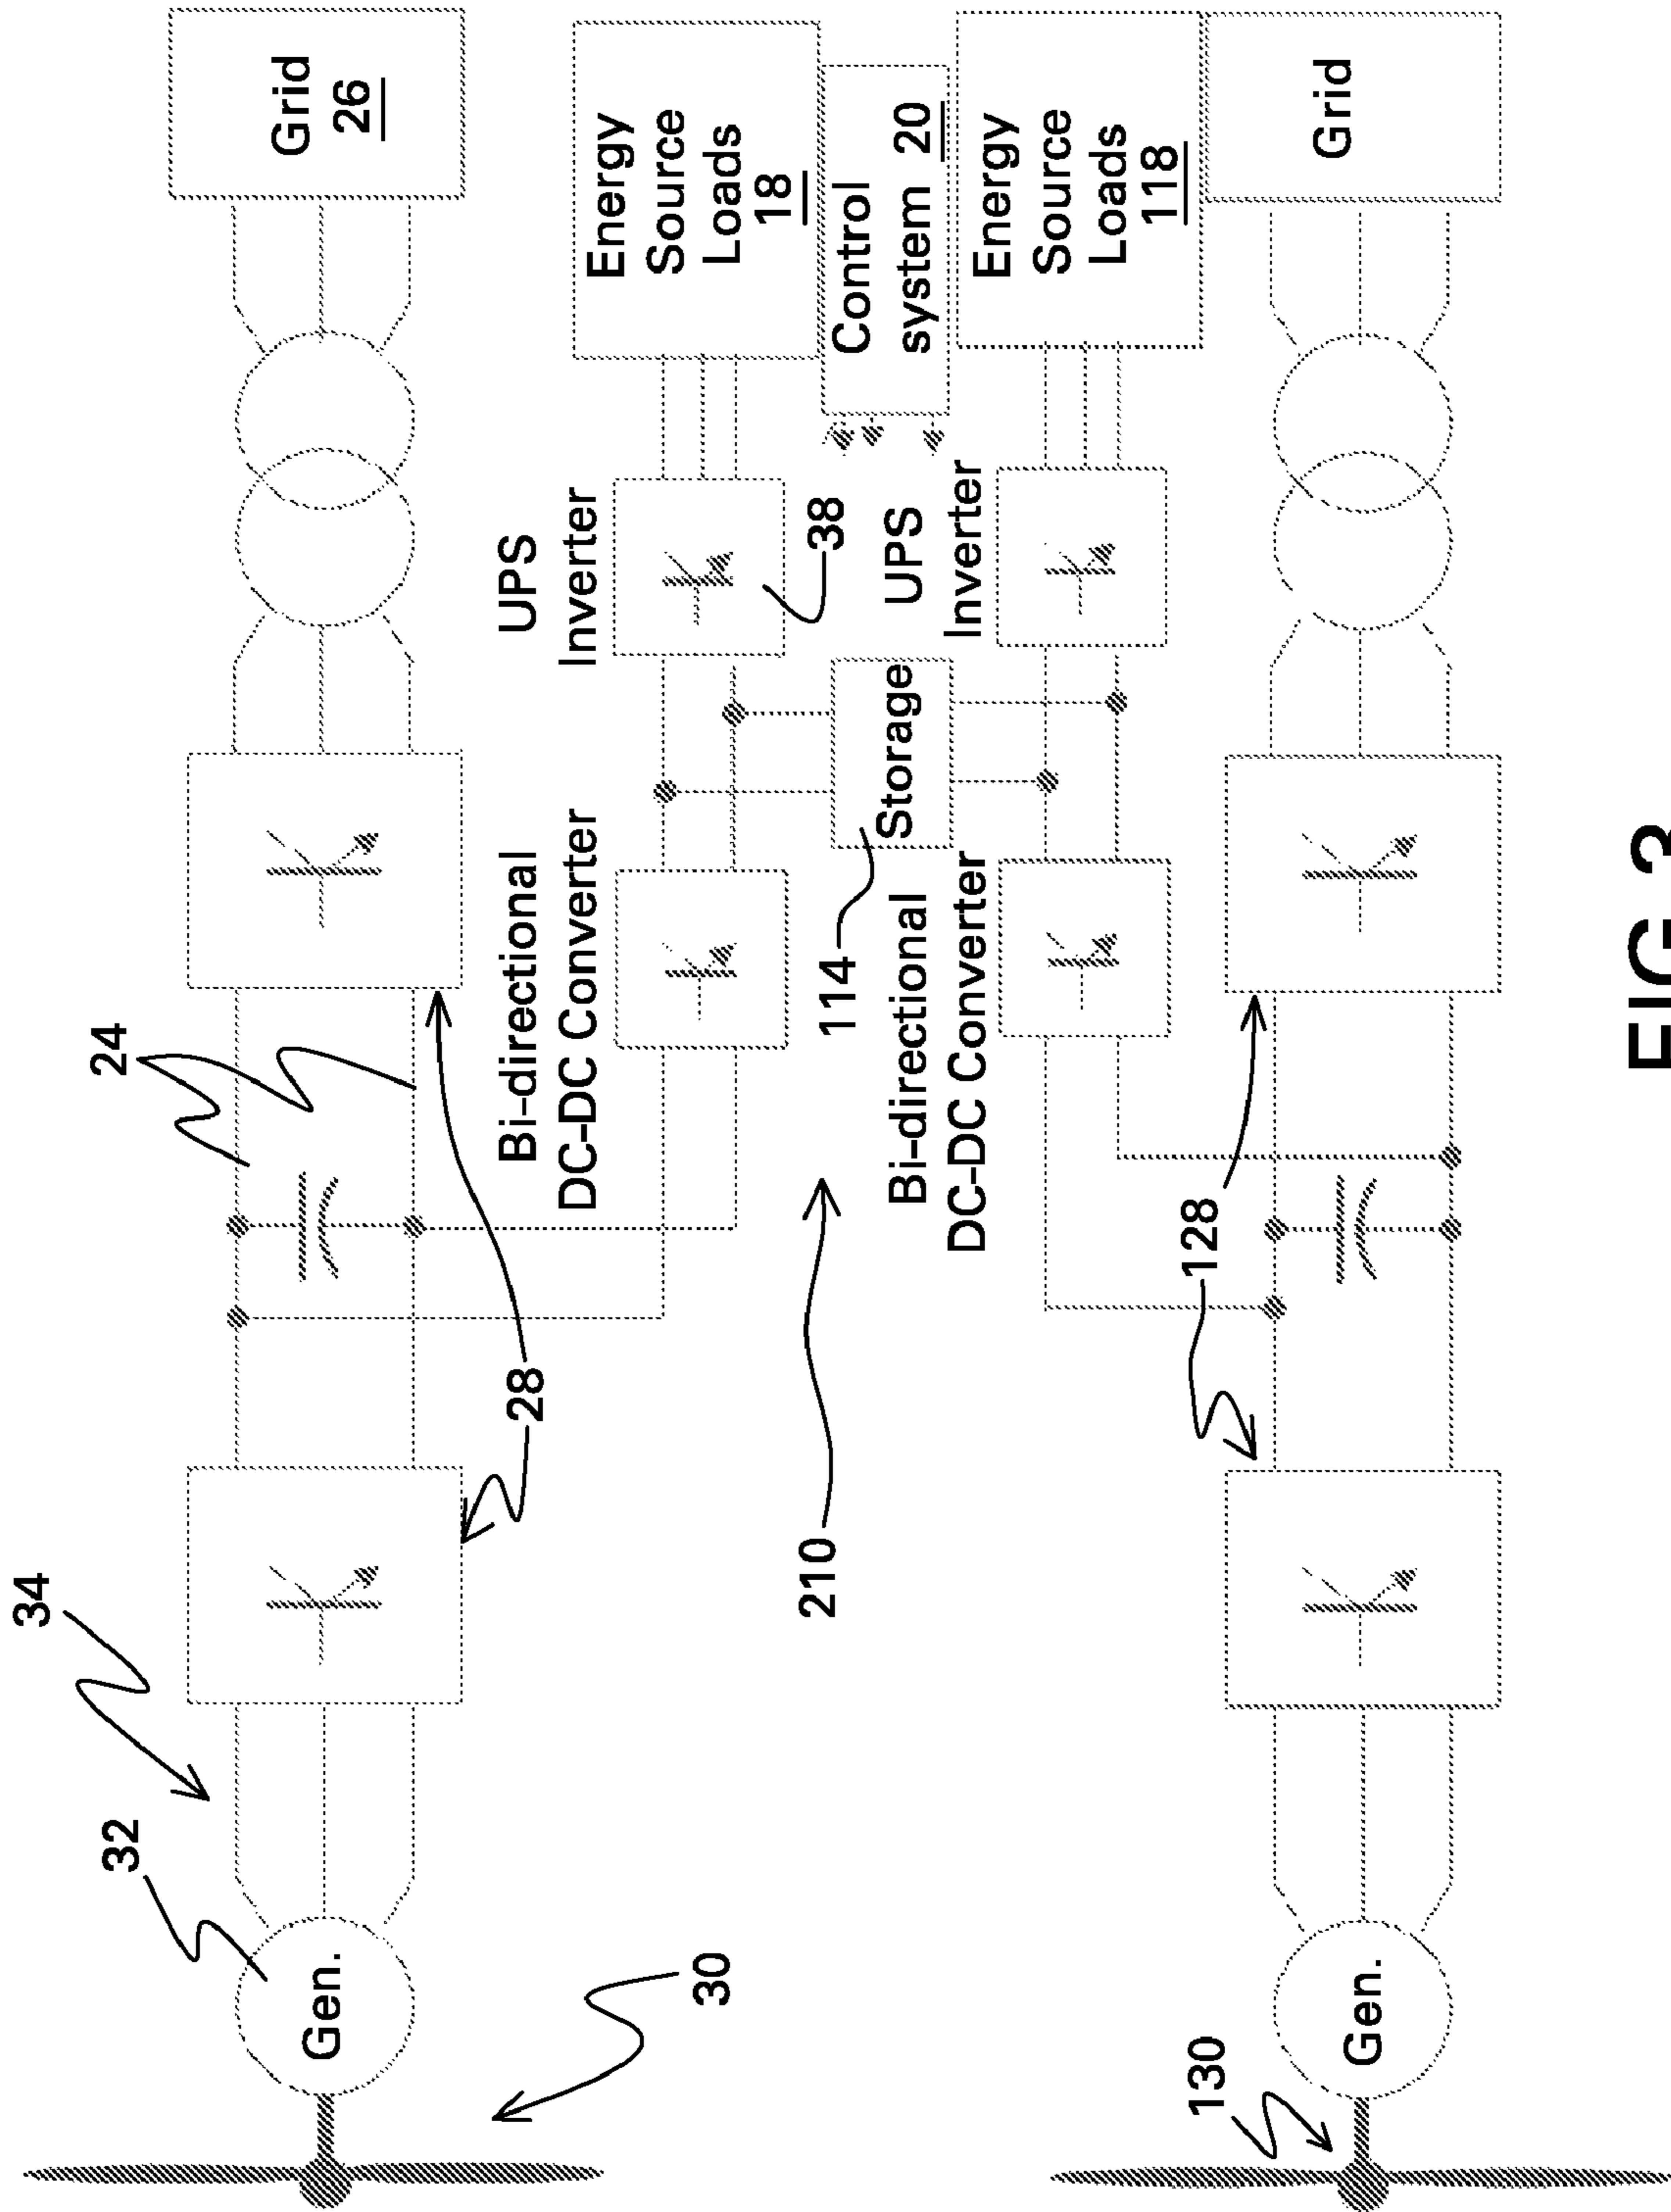 34
32
Gen.
30
28
24
Grid
26
Bi-directional
DC-DC Converter
UPS
Inverter
38
Energy
Source
Loads
18
Control
system 20
210
114
Storage
Bi-directional
DC-DC Converter
UPS
Inverter
Energy
Source
Loads
118
130
Gen.
128
Grid
FIG. 3